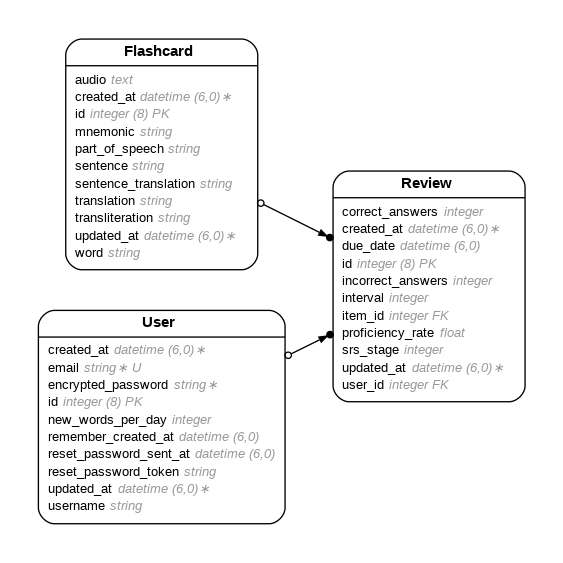 Flashcard
audio text
created_at datetime (6,0)∗
id integer (8) PK
mnemonic string
part_of_speech string
sentence string
sentence_translation string
translation string
transliteration string
updated_at datetime (6,0)∗
word string
Review
correct_answers integer
created_at datetime (6,0)∗
due_date datetime (6,0)
id integer (8) PK
incorrect_answers integer
interval integer
item_id integer FK
proficiency_rate float
srs_stage integer
updated_at datetime (6,0)∗
user_id integer FK
User
created_at datetime (6,0)∗
email string∗ U
encrypted_password string∗
id integer (8) PK
new_words_per_day integer
remember_created_at datetime (6,0)
reset_password_sent_at datetime (6,0)
reset_password_token string
updated_at datetime (6,0)∗
username string